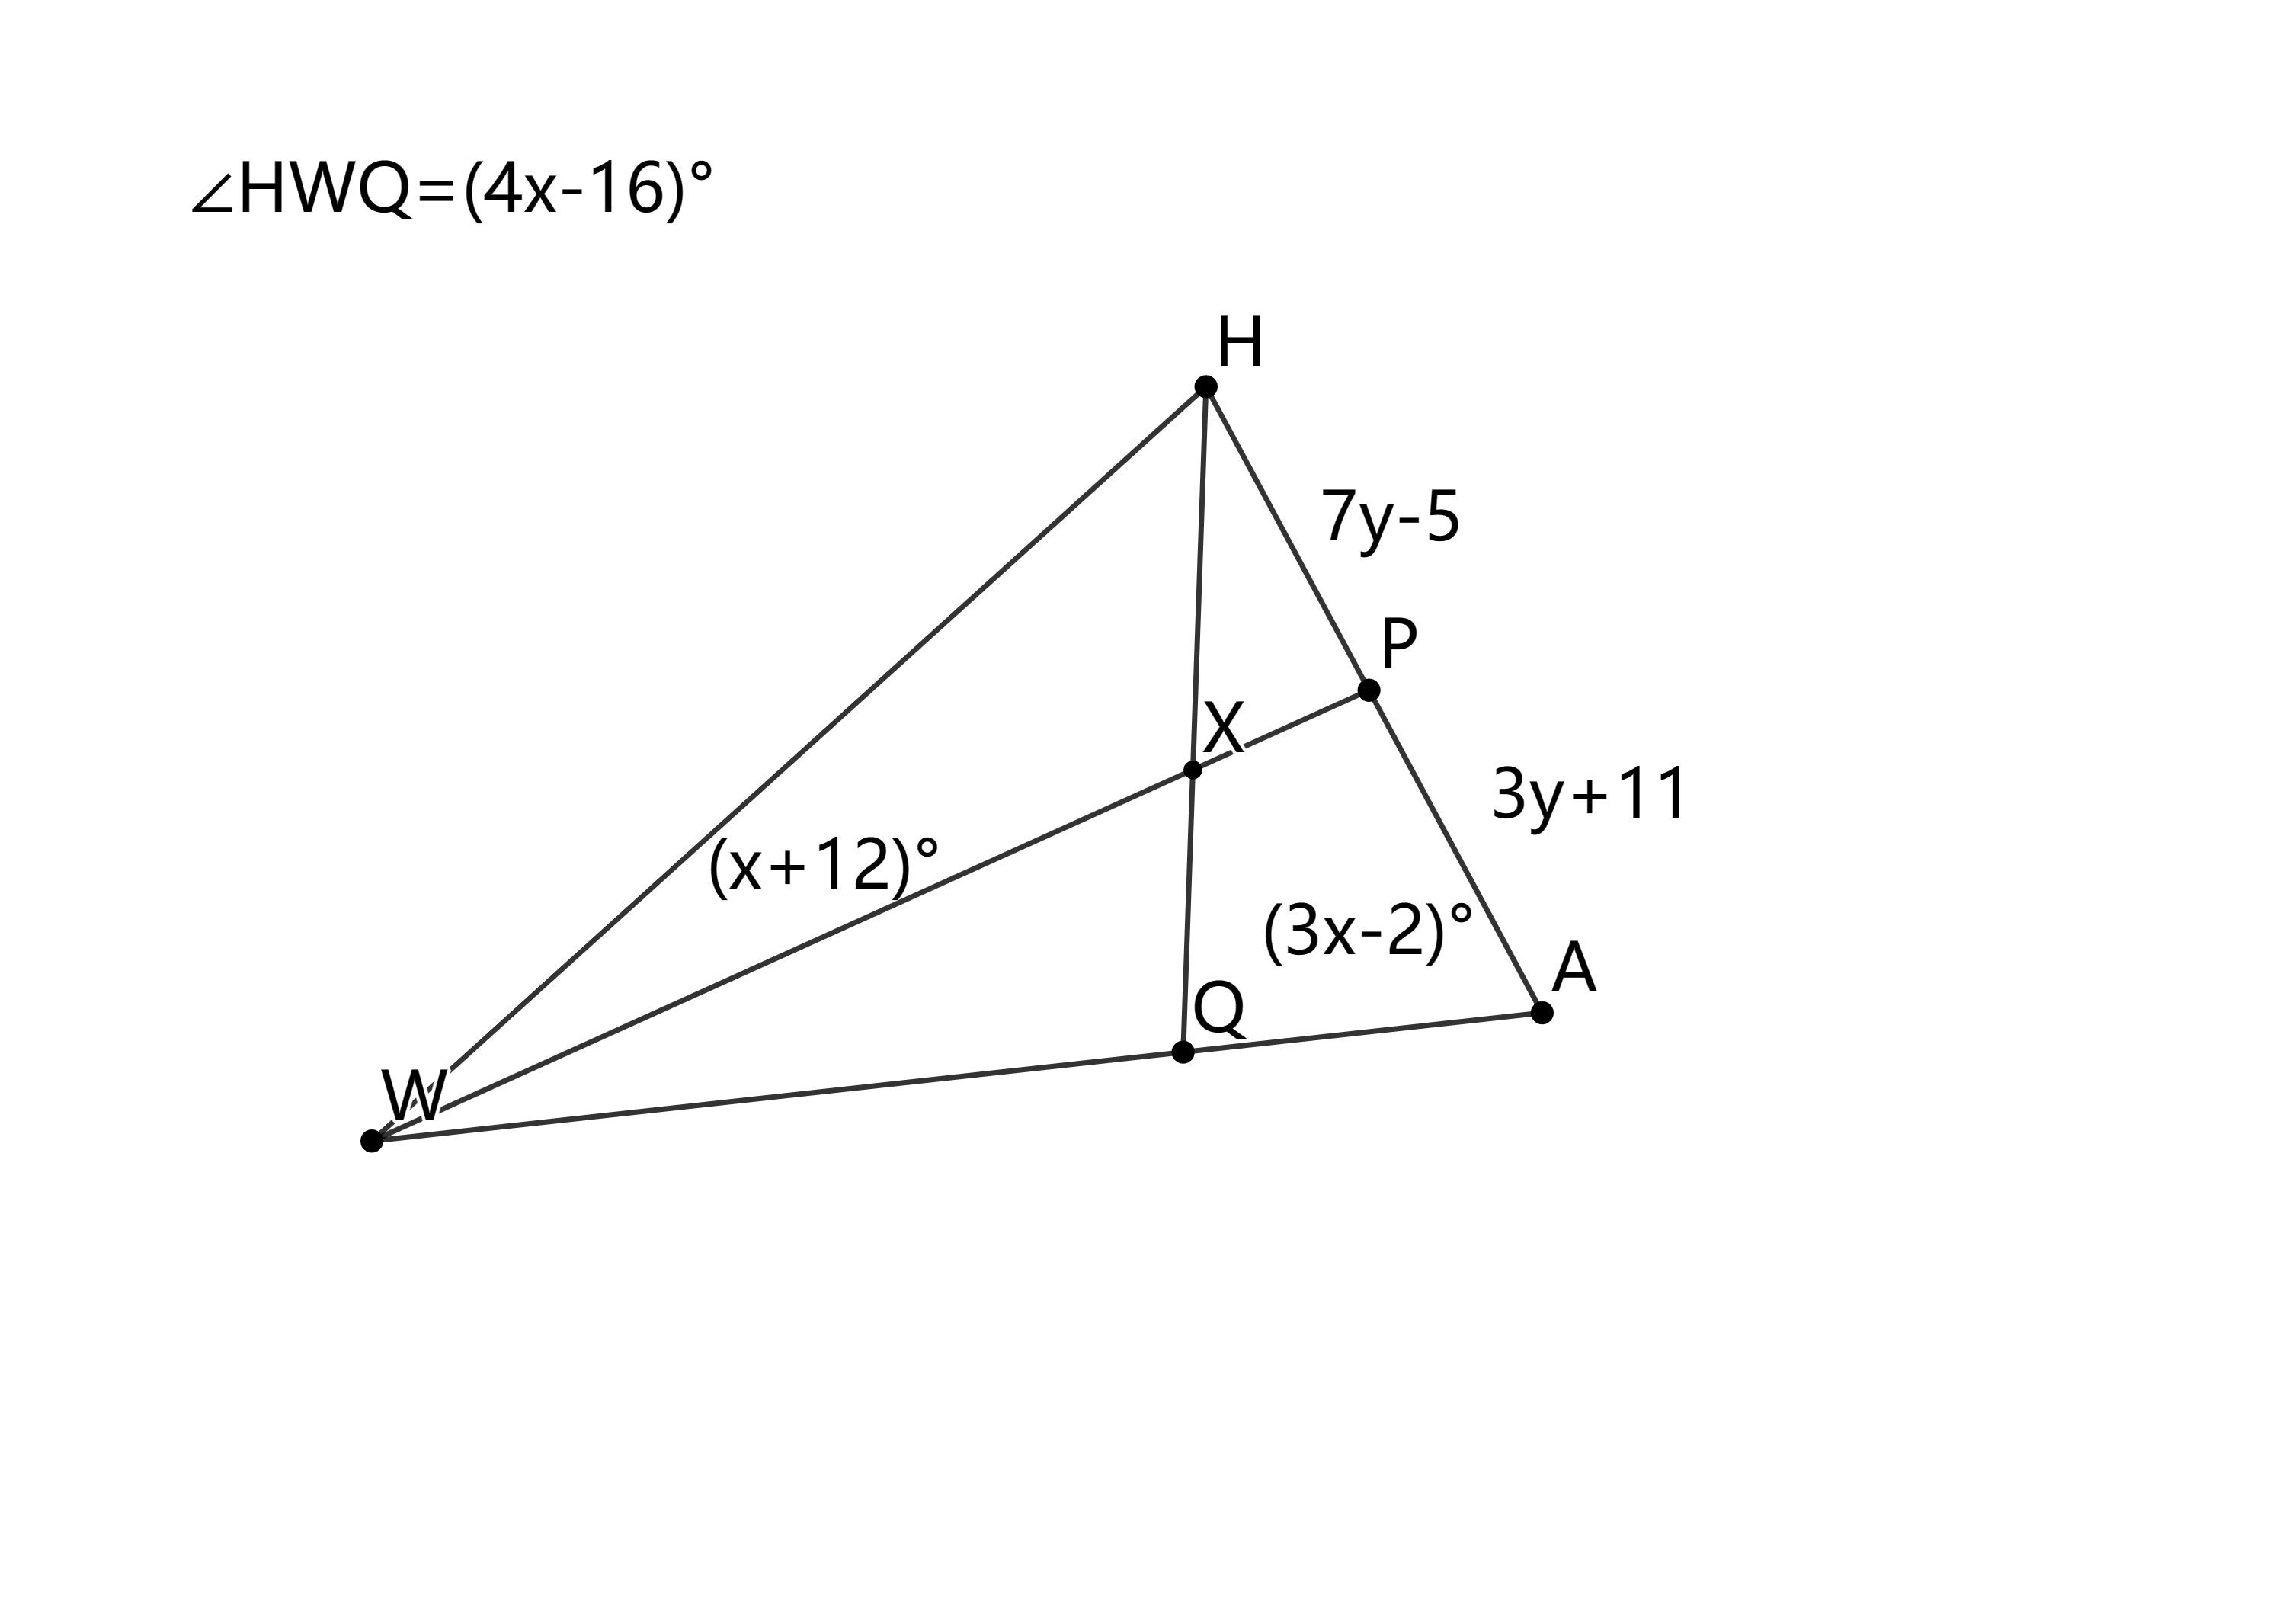 ∠HWQ=(4x-16)°
H
7y-5
P
X
3y+11
(x+12)°
(3x-2)°
A
Q
W